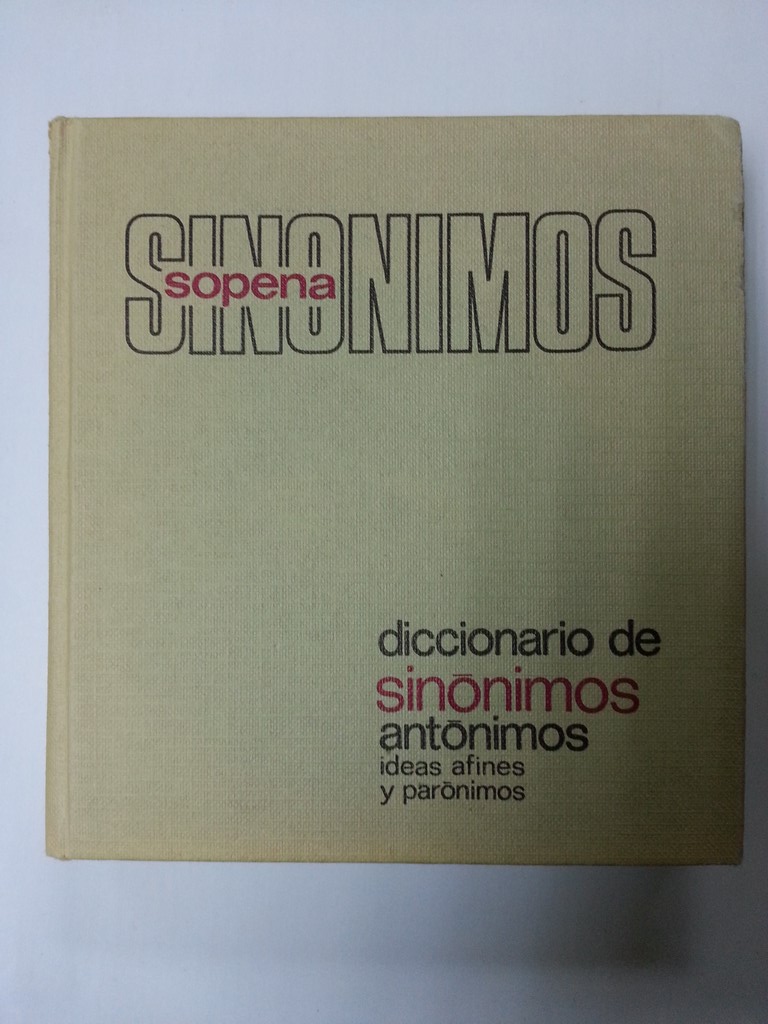 SINONIMOS
sopena
diccionario de
sinōnimos
antōnimos
ideas afines
y parōnimos